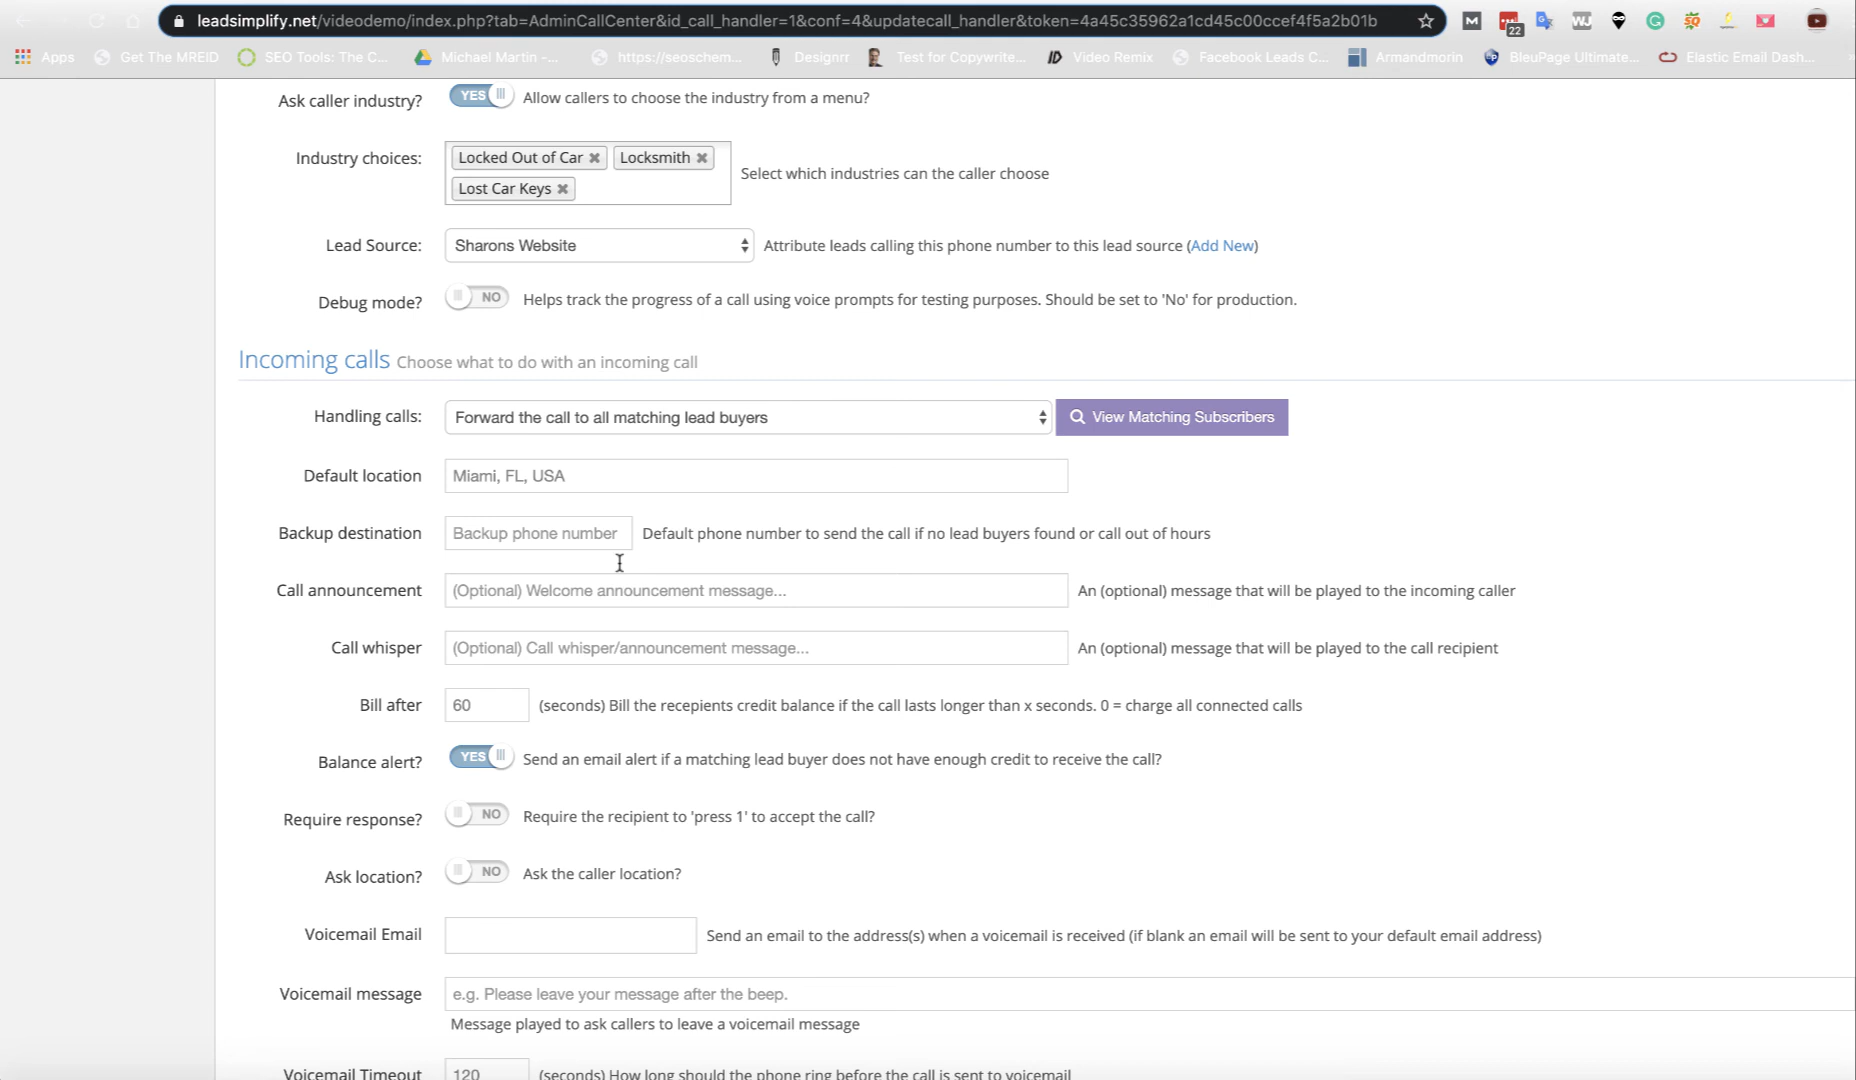 leadsimplify.net/videodemo/index.php?tab=AdminCallCenter&id_call_handler=1&conf=4&updatecall_handler&token=4a45c35962a1cd45c00ccef4f5a2b01b
22
Apps Get The MREID SEO Tools: The C... Michael Martin -... https://seoschem... Designrr Test for Copywrite... Video Remix Facebook Leads C... Armandmorin BleuPage Ultimate... Elastic Email Dash...
Ask caller industry? YES Allow callers to choose the industry from a menu?
Industry choices: Locked Out of Car Locksmith
Lost Car Keys
Select which industries can the caller choose
Lead Source: Sharons Website Attribute leads calling this phone number to this lead source (Add New)
Debug mode? NO Helps track the progress of a call using voice prompts for testing purposes. Should be set to 'No' for production.
Incoming calls Choose what to do with an incoming call
Handling calls: Forward the call to all matching lead buyers View Matching Subscribers
Default location Miami, FL, USA
Backup destination Backup phone number Default phone number to send the call if no lead buyers found or call out of hours
Call announcement (Optional) Welcome announcement message... An (optional) message that will be played to the incoming caller
Call whisper (Optional) Call whisper/announcement message... An (optional) message that will be played to the call recipient
Bill after 60 (seconds) Bill the recepients credit balance if the call lasts longer than x seconds. 0 = charge all connected calls
Balance alert? YES Send an email alert if a matching lead buyer does not have enough credit to receive the call?
Require response? NO Require the recipient to 'press 1' to accept the call?
Ask location? NO Ask the caller location?
Voicemail Email Send an email to the address(s) when a voicemail is received (if blank an email will be sent to your default email address)
Voicemail message e.g. Please leave your message after the beep.
Message played to ask callers to leave a voicemail message
Voicemail Timeout 120 (seconds) How long should the phone ring before the call is sent to voicemail